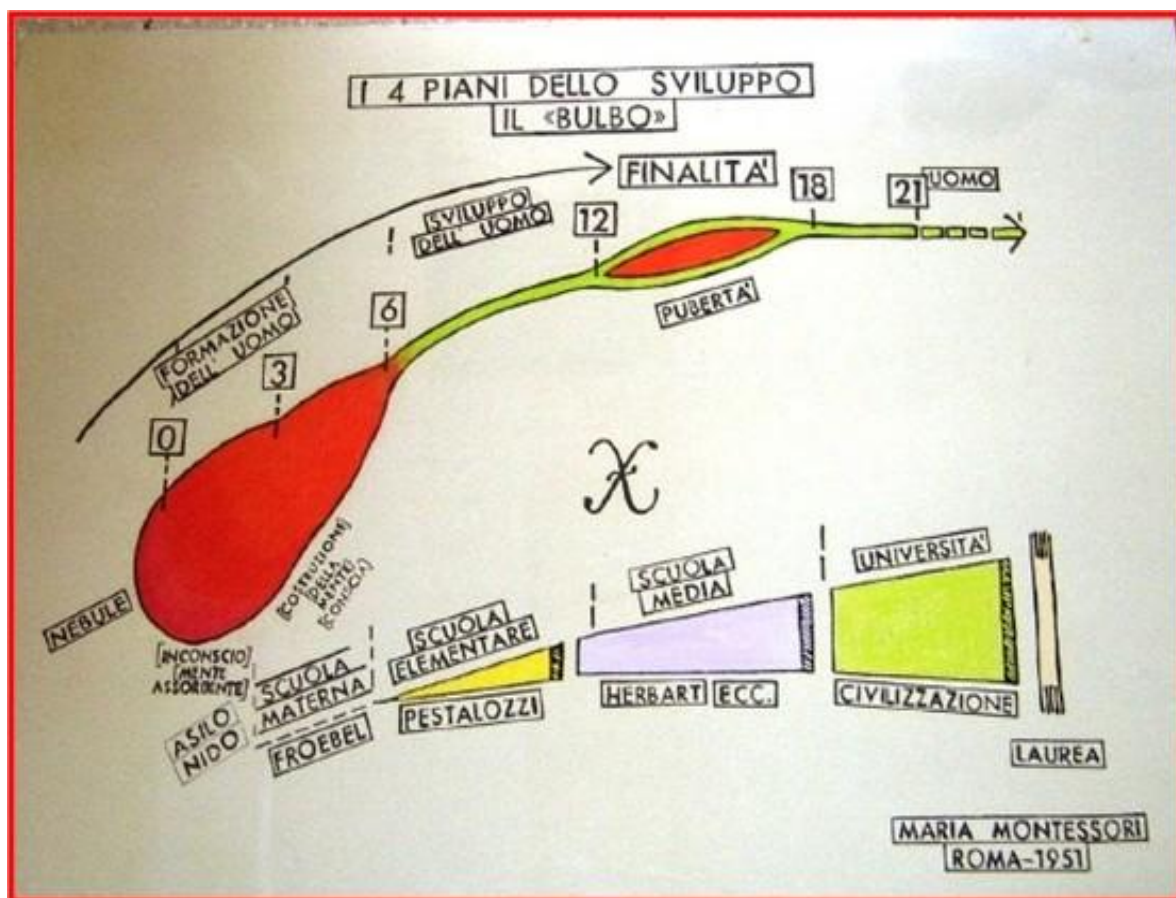 I 4 PIANI DELLO SVILUPPO
IL «BULBO»
FINALITA'
SVILUPPO
DELL' UOMO
FORMAZIONE
DELL' UOMO
0
3
6
12
18
21
UOMO
PUBERTA'
NEBULE
[INCONSCIO]
[MENTE
ASSORBENTE]
[COSTRUZIONE]
[DELLA
[MENTE]
[CONSCIA]
ASILO
NIDO
SCUOLA
MATERNA
FROEBEL
SCUOLA
ELEMENTARE
PESTALOZZI
SCUOLA
MEDIA
HERBART ECC.
UNIVERSITA'
CIVILIZZAZIONE
LAUREA
MARIA MONTESSORI
ROMA-1951